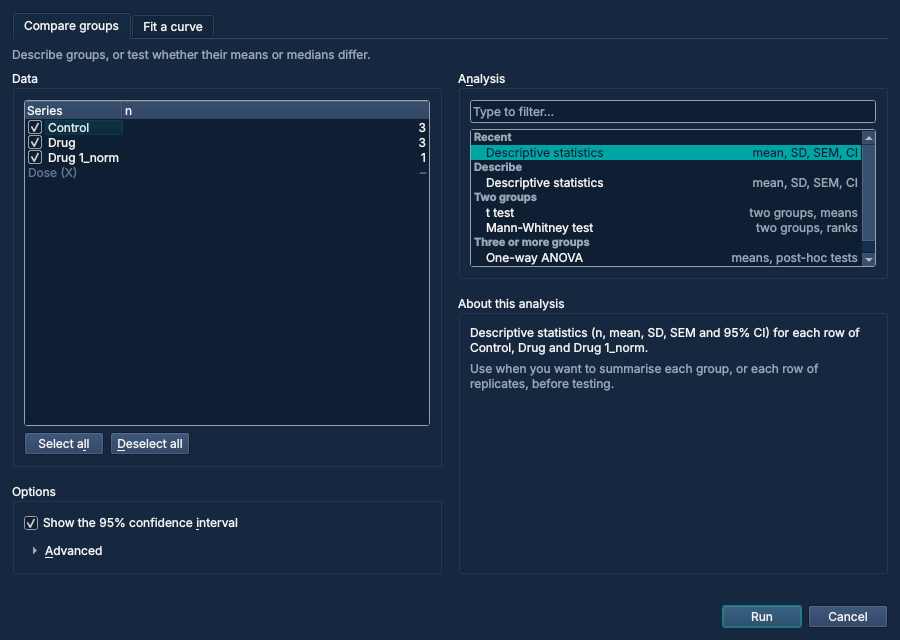 Compare groups
Fit a curve
Describe groups, or test whether their means or medians differ.
Data
Series n
Control 3
Drug 3
Drug 1_norm 1
Dose (X) –
Select all
Deselect all
Options
Show the 95% confidence interval
Advanced
Analysis
Type to filter...
Recent
Descriptive statistics mean, SD, SEM, CI
Describe
Descriptive statistics mean, SD, SEM, CI
Two groups
t test two groups, means
Mann-Whitney test two groups, ranks
Three or more groups
One-way ANOVA means, post-hoc tests
About this analysis
Descriptive statistics (n, mean, SD, SEM and 95% CI) for each row of
Control, Drug and Drug 1_norm.
Use when you want to summarise each group, or each row of
replicates, before testing.
Run
Cancel